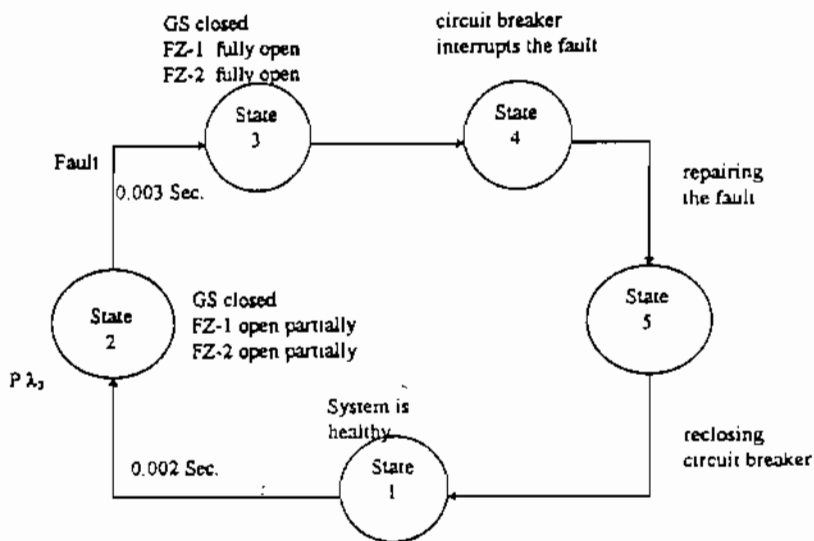 GS closed
FZ-1 fully open
FZ-2 fully open
circuit breaker
interrupts the fault
State
3
State
4
Fault
0.003 Sec.
repairing
the fault
State
2
GS closed
FZ-1 open partially
FZ-2 open partially
State
5
P λ₃
System is
healthy
0.002 Sec.
State
1
reclosing
circuit breaker